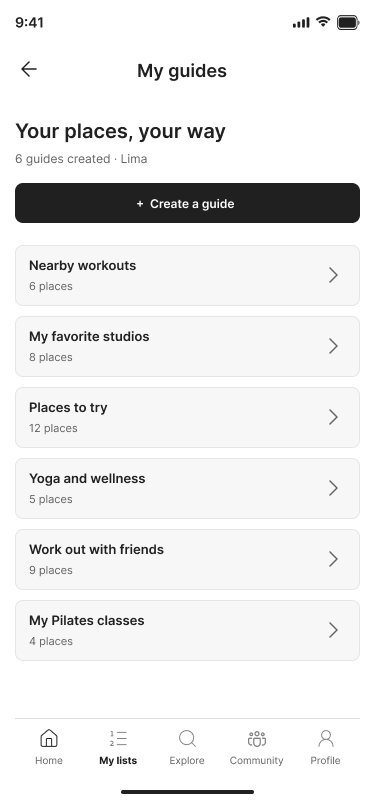 9:41
My guides
Your places, your way
6 guides created · Lima
+ Create a guide
Nearby workouts
6 places
My favorite studios
8 places
Places to try
12 places
Yoga and wellness
5 places
Work out with friends
9 places
My Pilates classes
4 places
1
2
Home
My lists
Explore
Community
Profile